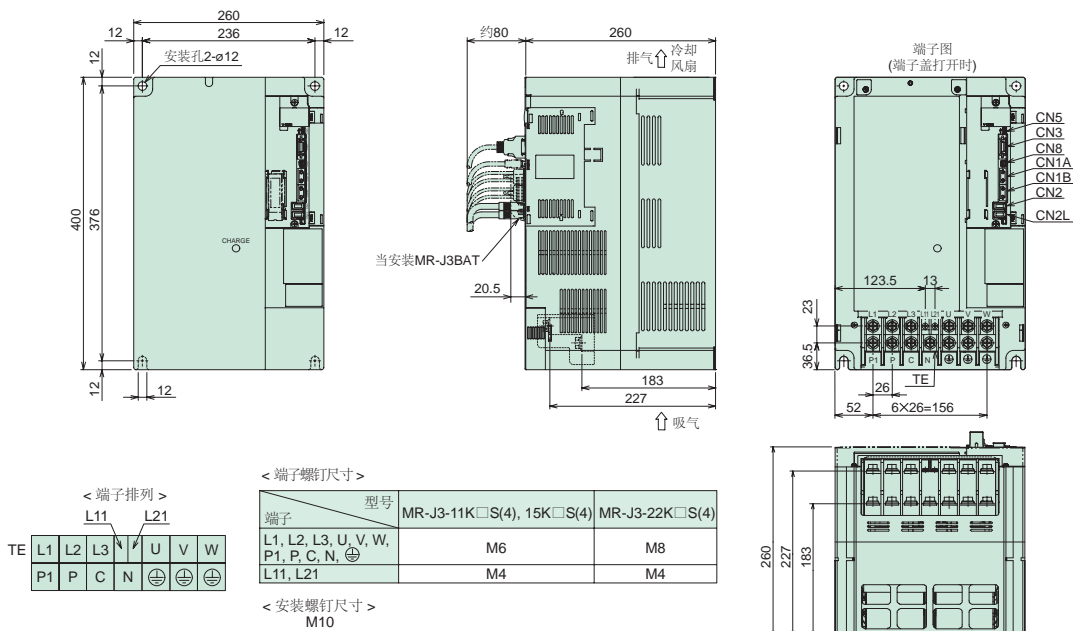 260
12
236
12
12
安装孔2-ø12
400
376
CHARGE
12
12
约80
260
排气
冷却
风扇
当安装MR-J3BAT
20.5
183
227
吸气
端子图
(端子盖打开时)
CN5
CN3
CN8
CN1A
CN1B
CN2
CN2L
123.5
13
23
36.5
L1 L2 L3 L11 L21 U V W
P1 P C N
TE
26
52
6×26=156
260
227
183
< 端子排列 >
L11 L21
TE L1 L2 L3 U V W
P1 P C N
< 端子螺钉尺寸 >
型号
端子
MR-J3-11K□S(4), 15K□S(4) MR-J3-22K□S(4)
L1, L2, L3, U, V, W,
P1, P, C, N, ⏚
M6 M8
L11, L21 M4 M4
< 安装螺钉尺寸 >
M10